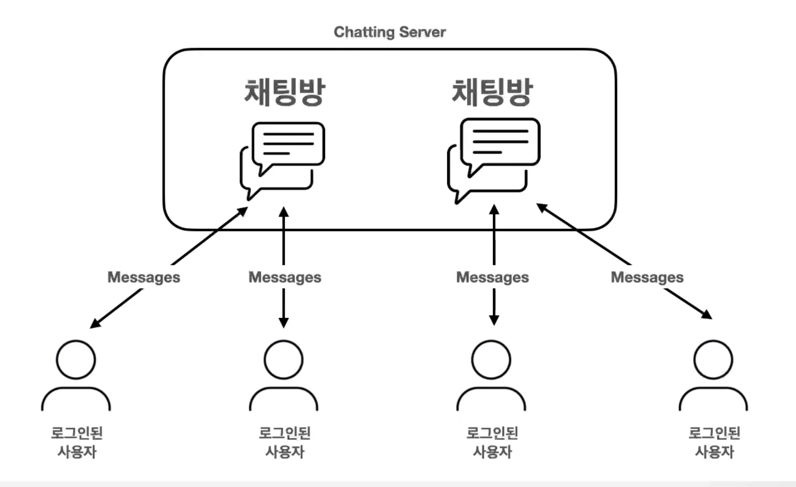 Chatting Server
채팅방
채팅방
Messages
Messages
Messages
Messages
로그인된
사용자
로그인된
사용자
로그인된
사용자
로그인된
사용자